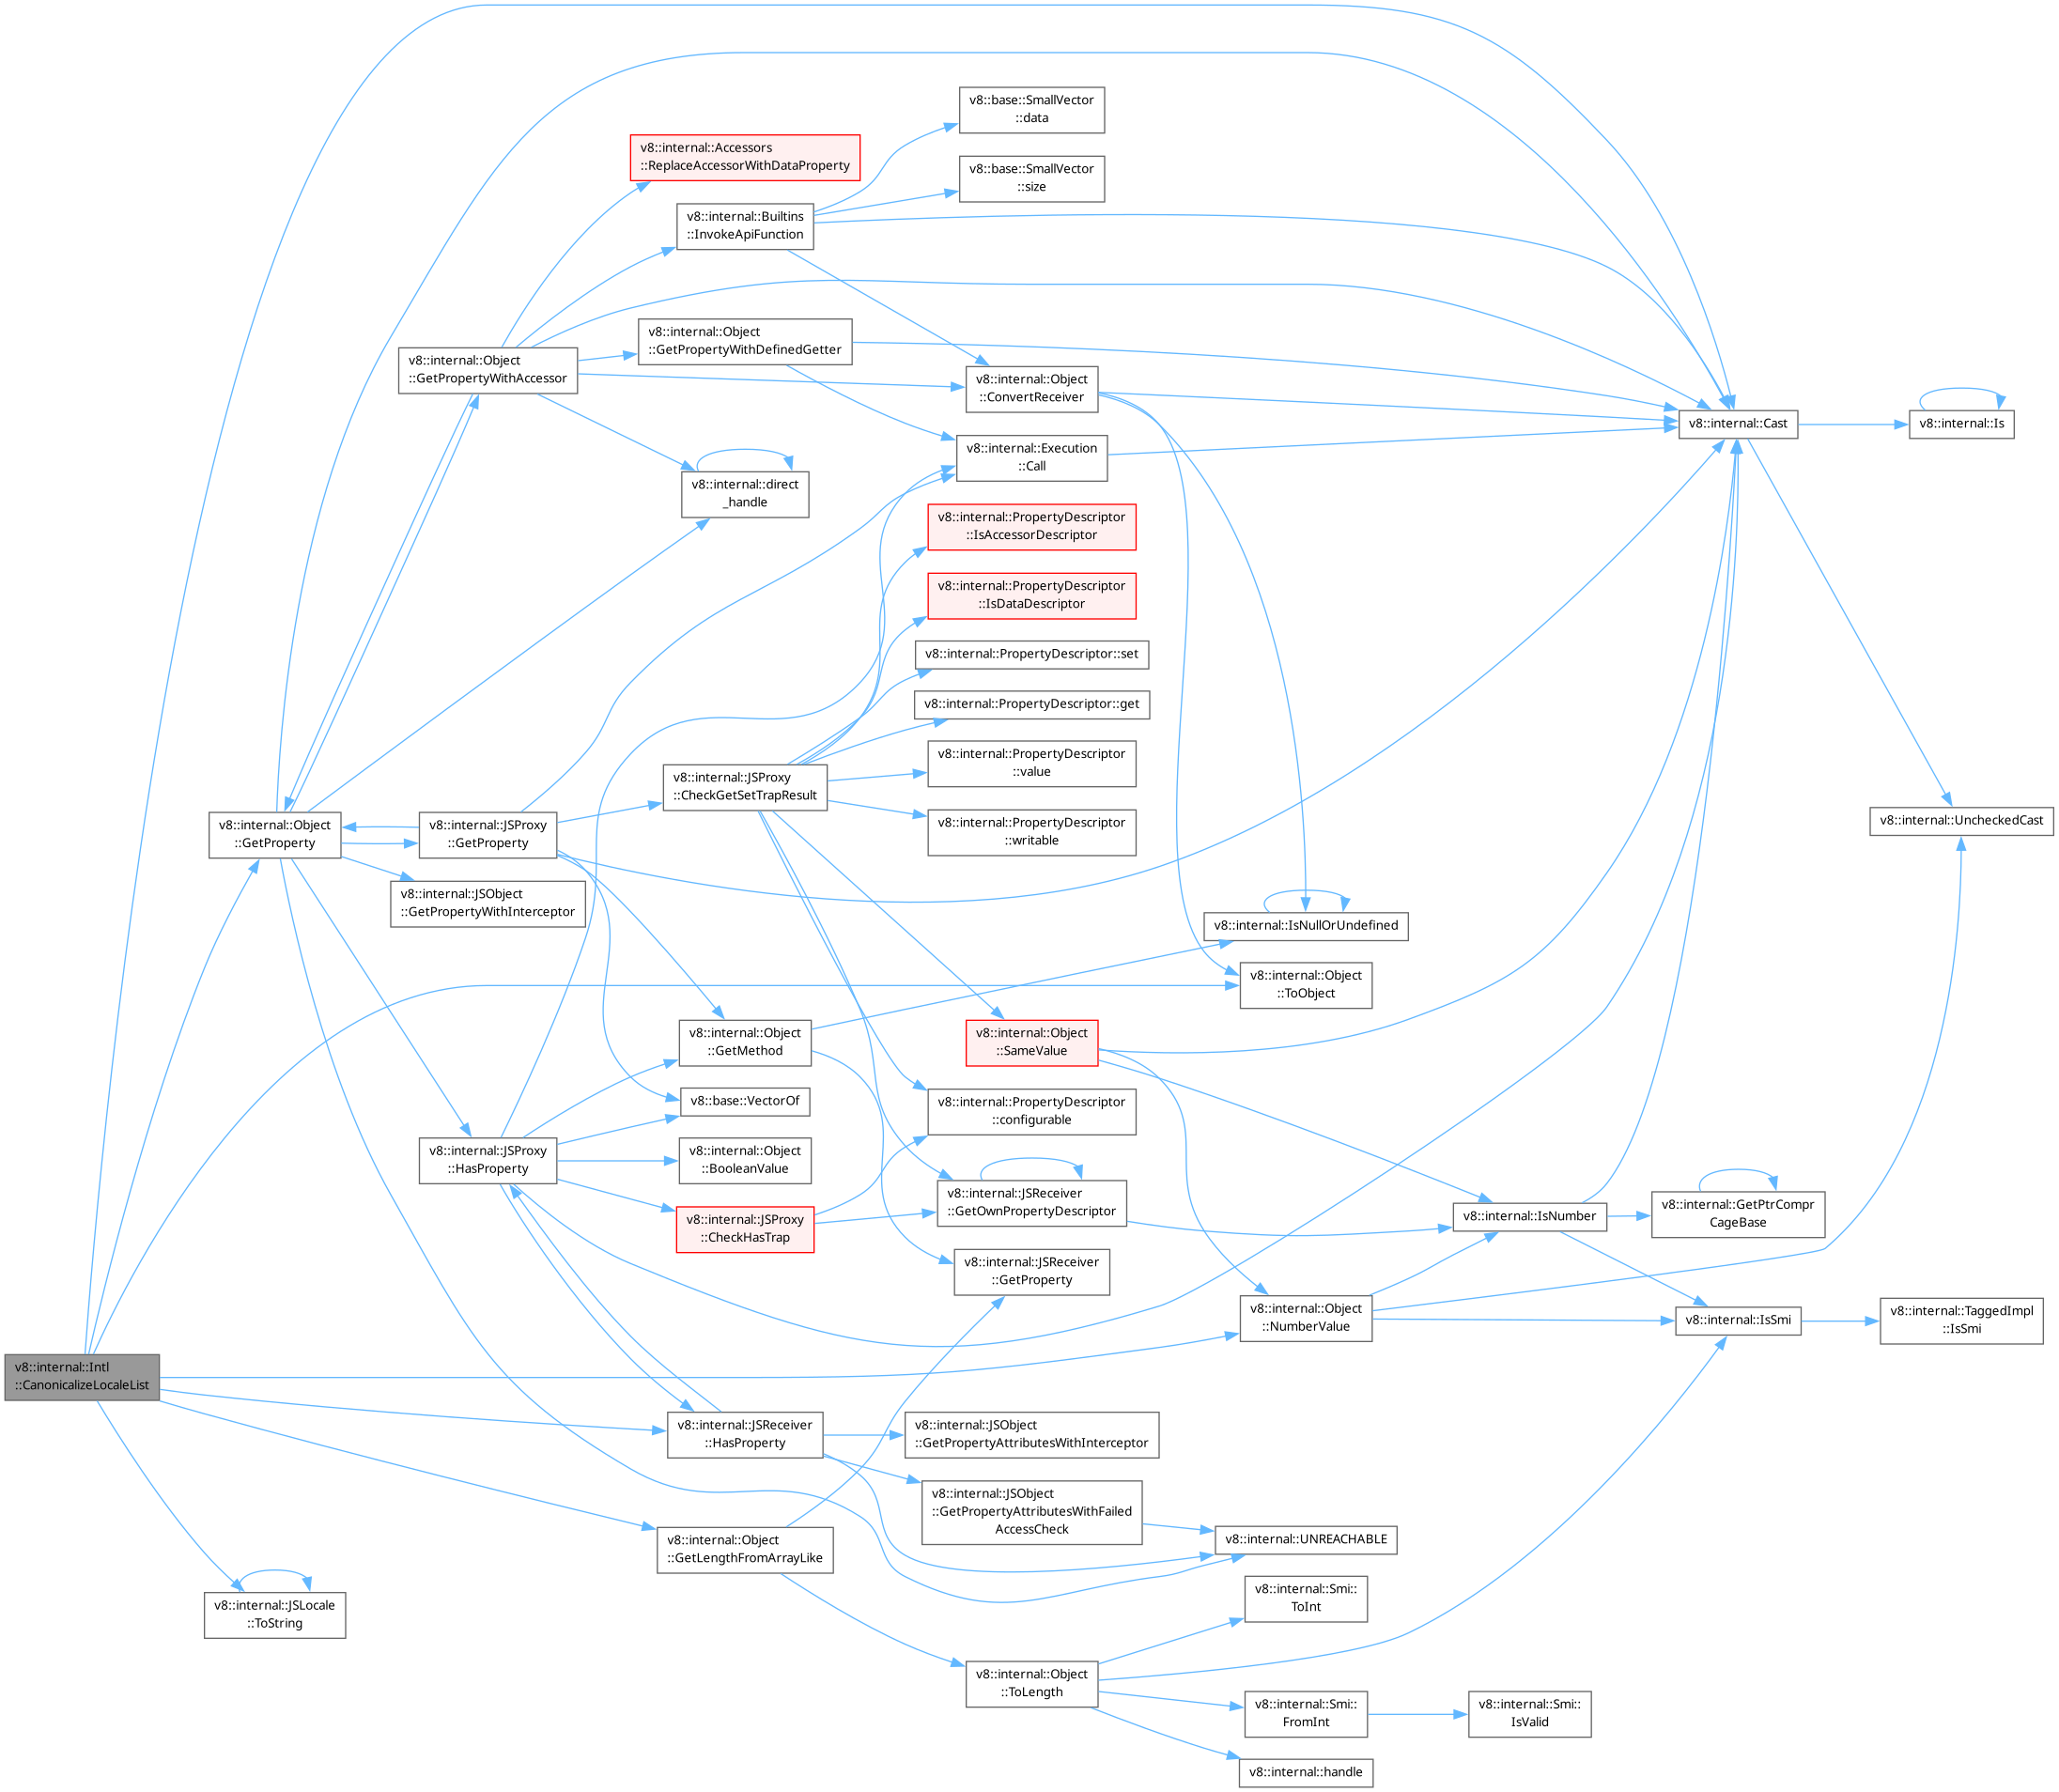 v8::base::SmallVector
::data
v8::internal::Accessors
::ReplaceAccessorWithDataProperty
v8::base::SmallVector
::size
v8::internal::Builtins
::InvokeApiFunction
v8::internal::Object
::GetPropertyWithDefinedGetter
v8::internal::Object
::GetPropertyWithAccessor
v8::internal::Object
::ConvertReceiver
v8::internal::Cast
v8::internal::Is
v8::internal::Execution
::Call
v8::internal::direct
_handle
v8::internal::PropertyDescriptor
::IsAccessorDescriptor
v8::internal::PropertyDescriptor
::IsDataDescriptor
v8::internal::PropertyDescriptor::set
v8::internal::PropertyDescriptor::get
v8::internal::PropertyDescriptor
::value
v8::internal::JSProxy
::CheckGetSetTrapResult
v8::internal::Object
::GetProperty
v8::internal::JSProxy
::GetProperty
v8::internal::PropertyDescriptor
::writable
v8::internal::UncheckedCast
v8::internal::JSObject
::GetPropertyWithInterceptor
v8::internal::IsNullOrUndefined
v8::internal::Object
::ToObject
v8::internal::Object
::GetMethod
v8::internal::Object
::SameValue
v8::base::VectorOf
v8::internal::PropertyDescriptor
::configurable
v8::internal::JSProxy
::HasProperty
v8::internal::Object
::BooleanValue
v8::internal::JSReceiver
::GetOwnPropertyDescriptor
v8::internal::IsNumber
v8::internal::GetPtrCompr
CageBase
v8::internal::JSProxy
::CheckHasTrap
v8::internal::JSReceiver
::GetProperty
v8::internal::Object
::NumberValue
v8::internal::IsSmi
v8::internal::TaggedImpl
::IsSmi
v8::internal::Intl
::CanonicalizeLocaleList
v8::internal::JSReceiver
::HasProperty
v8::internal::JSObject
::GetPropertyAttributesWithInterceptor
v8::internal::JSObject
::GetPropertyAttributesWithFailed
AccessCheck
v8::internal::UNREACHABLE
v8::internal::Object
::GetLengthFromArrayLike
v8::internal::JSLocale
::ToString
v8::internal::Smi::
ToInt
v8::internal::Object
::ToLength
v8::internal::Smi::
FromInt
v8::internal::Smi::
IsValid
v8::internal::handle